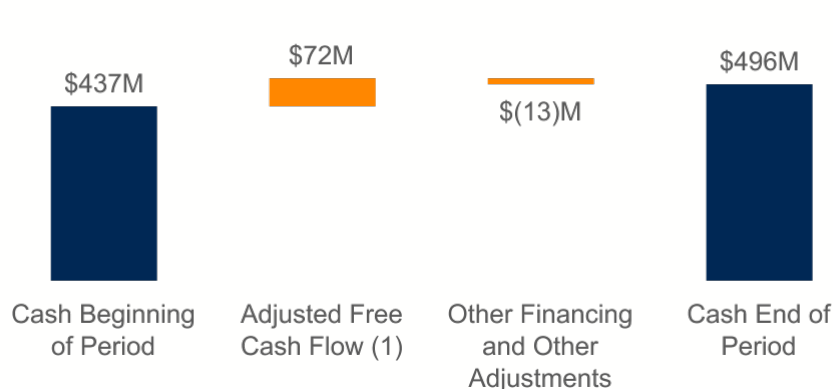 $437M
$72M
$(13)M
$496M
Cash Beginning
of Period
Adjusted Free
Cash Flow (1)
Other Financing
and Other
Adjustments
Cash End of
Period